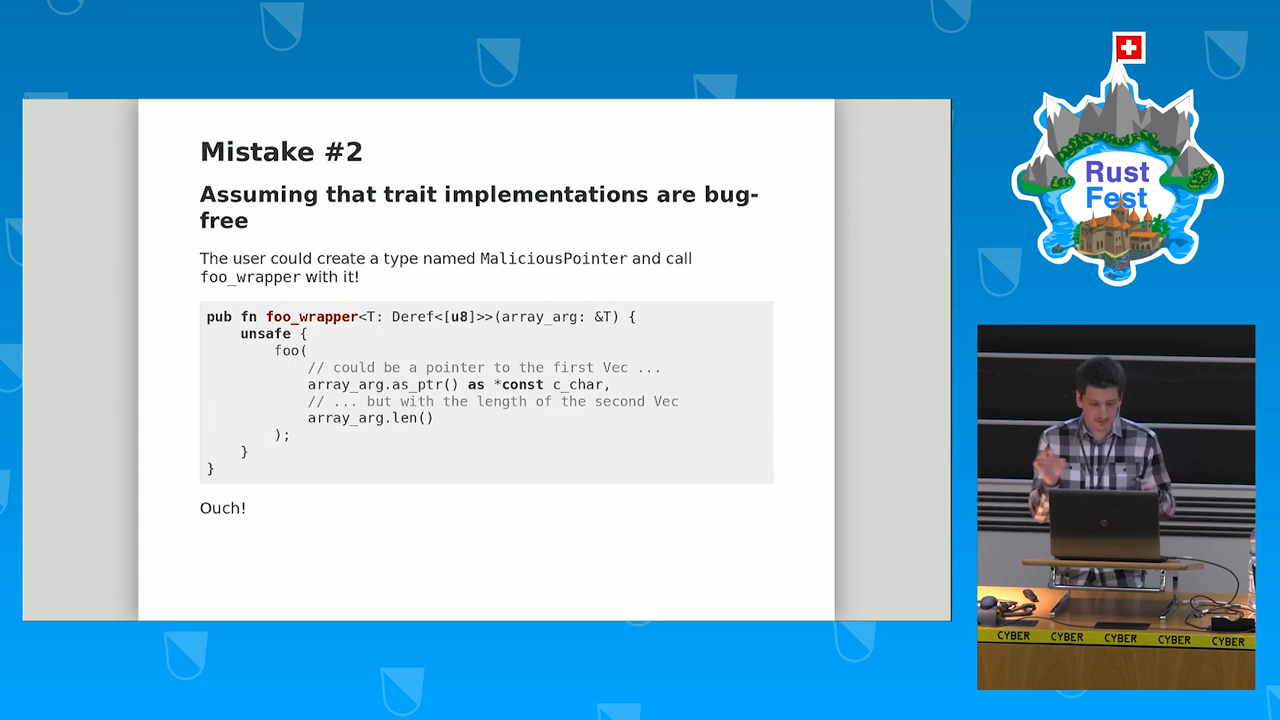 Mistake #2
Assuming that trait implementations are bug-
free
The user could create a type named MaliciousPointer and call
foo_wrapper with it!
pub fn foo_wrapper<T: Deref<[u8]>>(array_arg: &T) {
    unsafe {
        foo(
            // could be a pointer to the first Vec ...
            array_arg.as_ptr() as *const c_char,
            // ... but with the length of the second Vec
            array_arg.len()
        );
    }
}
Ouch!
Rust
Fest
CYBER CYBER CYBER CYBER CYBER